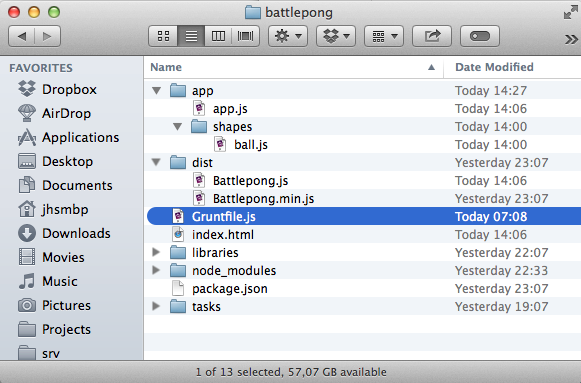 battlepong
FAVORITES
Dropbox
AirDrop
Applications
Desktop
Documents
jhsmbp
Downloads
Movies
Music
Pictures
Projects
srv
Name Date Modified
app Today 14:27
app.js Today 14:06
shapes Today 14:00
ball.js Today 14:00
dist Yesterday 23:07
Battlepong.js Today 14:06
Battlepong.min.js Yesterday 23:07
Gruntfile.js Today 07:08
index.html Today 14:06
libraries Yesterday 22:07
node_modules Yesterday 22:33
package.json Yesterday 23:07
tasks Yesterday 19:07
1 of 13 selected, 57,07 GB available